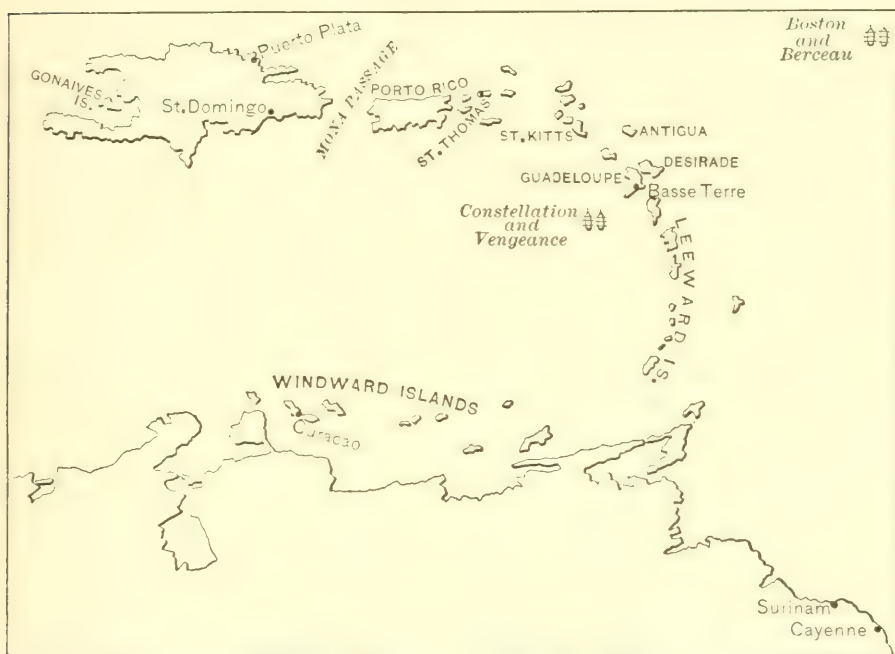 Boston
and
Berceau
Puerto Plata
GONAIVES
IS.
St. Domingo
MONA PASSAGE
PORTO RICO
ST. THOMAS
ST. KITTS
ANTIGUA
DESIRADE
GUADELOUPE
Basse Terre
Constellation
and
Vengeance
LEEWARD IS.
WINDWARD ISLANDS
Curacao
Surinam
Cayenne